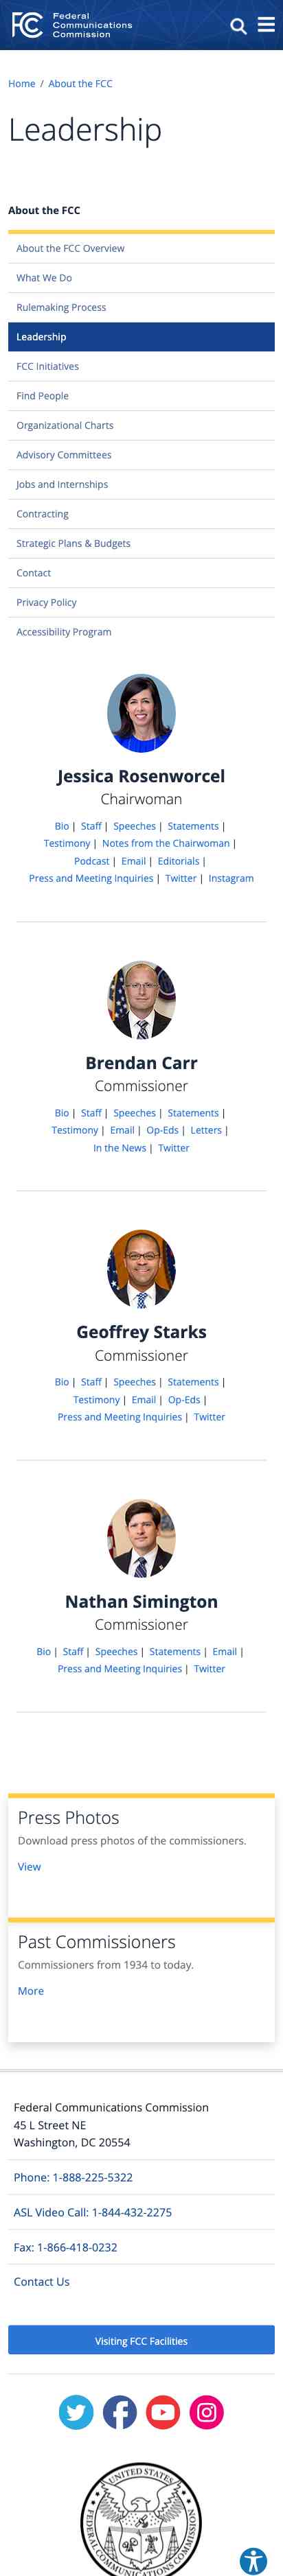 FCC Federal
Communications
Commission
Home / About the FCC
Leadership
About the FCC
About the FCC Overview
What We Do
Rulemaking Process
Leadership
FCC Initiatives
Find People
Organizational Charts
Advisory Committees
Jobs and Internships
Contracting
Strategic Plans & Budgets
Contact
Privacy Policy
Accessibility Program
Jessica Rosenworcel
Chairwoman
Bio | Staff | Speeches | Statements |
Testimony | Notes from the Chairwoman |
Podcast | Email | Editorials |
Press and Meeting Inquiries | Twitter | Instagram
Brendan Carr
Commissioner
Bio | Staff | Speeches | Statements |
Testimony | Email | Op-Eds | Letters |
In the News | Twitter
Geoffrey Starks
Commissioner
Bio | Staff | Speeches | Statements |
Testimony | Email | Op-Eds |
Press and Meeting Inquiries | Twitter
Nathan Simington
Commissioner
Bio | Staff | Speeches | Statements | Email |
Press and Meeting Inquiries | Twitter
Press Photos
Download press photos of the commissioners.
View
Past Commissioners
Commissioners from 1934 to today.
More
Federal Communications Commission
45 L Street NE
Washington, DC 20554
Phone: 1-888-225-5322
ASL Video Call: 1-844-432-2275
Fax: 1-866-418-0232
Contact Us
Visiting FCC Facilities
UNITED STATES
FEDERAL COMMUNICATIONS